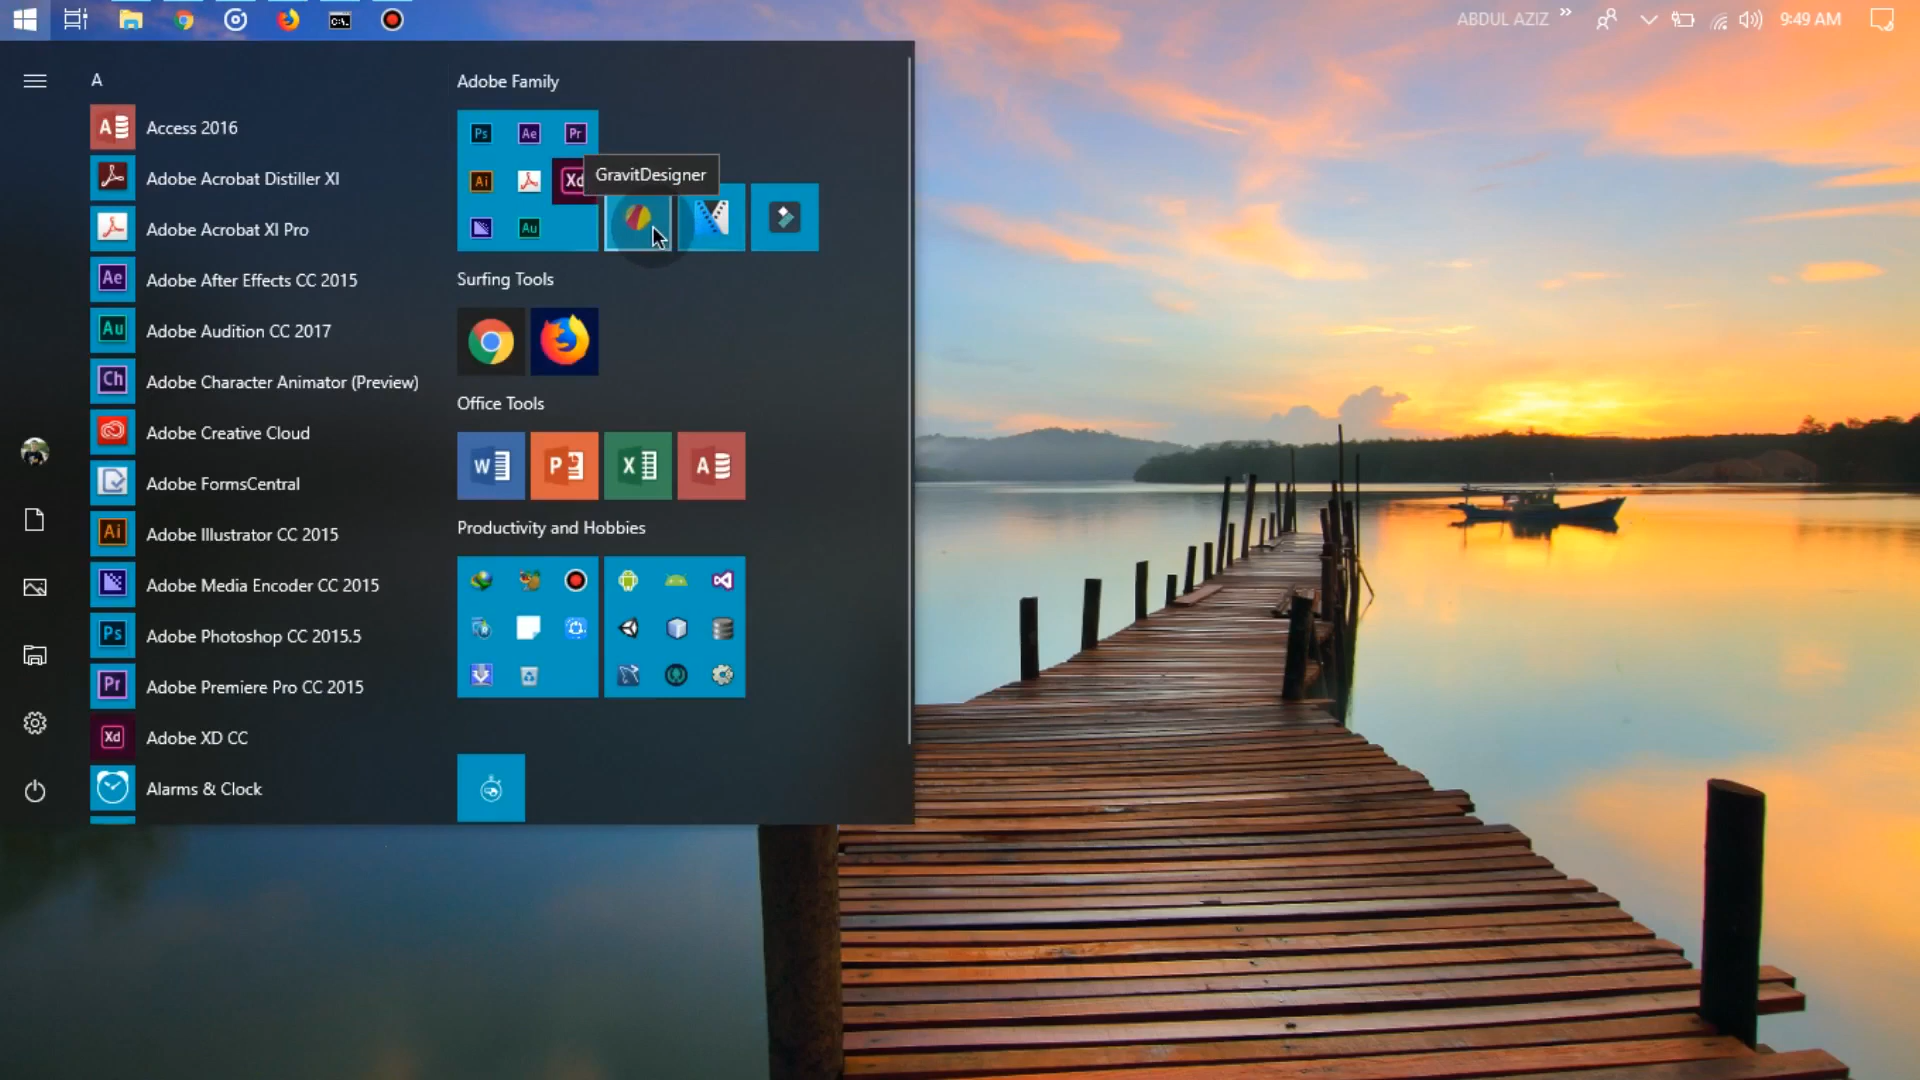 ABDUL AZIZ
9:49 AM
A
Access 2016
Adobe Acrobat Distiller XI
Adobe Acrobat XI Pro
Adobe After Effects CC 2015
Adobe Audition CC 2017
Adobe Character Animator (Preview)
Adobe Creative Cloud
Adobe FormsCentral
Adobe Illustrator CC 2015
Adobe Media Encoder CC 2015
Adobe Photoshop CC 2015.5
Adobe Premiere Pro CC 2015
Adobe XD CC
Alarms & Clock
Adobe Family
Ps Ae Pr
Ai Xd
Au
GravitDesigner
Surfing Tools
Office Tools
W P X A
Productivity and Hobbies